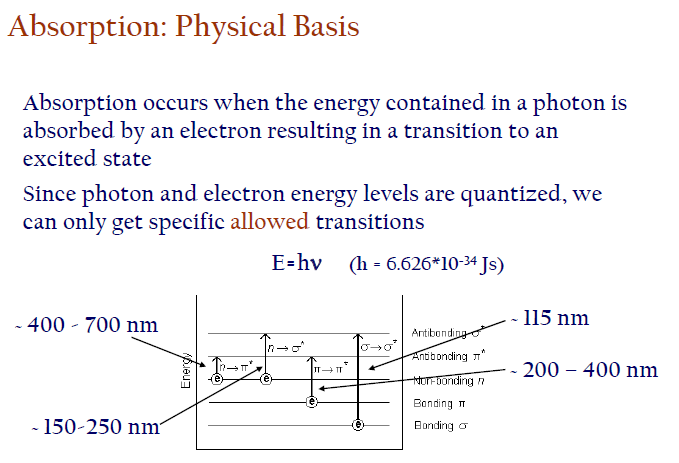 Absorption: Physical Basis
Absorption occurs when the energy contained in a photon is
absorbed by an electron resulting in a transition to an
excited state
Since photon and electron energy levels are quantized, we
can only get specific allowed transitions
E=hν (h = 6.626*10-34 Js)
~ 400 - 700 nm
~ 115 nm
~ 200 – 400 nm
~ 150-250 nm
Energy
n→σ*
σ→σ*
n→π*
π→π*
e
e
e
e
Antibonding σ*
Antibonding π*
Non-bonding n
Bonding π
Bonding σ